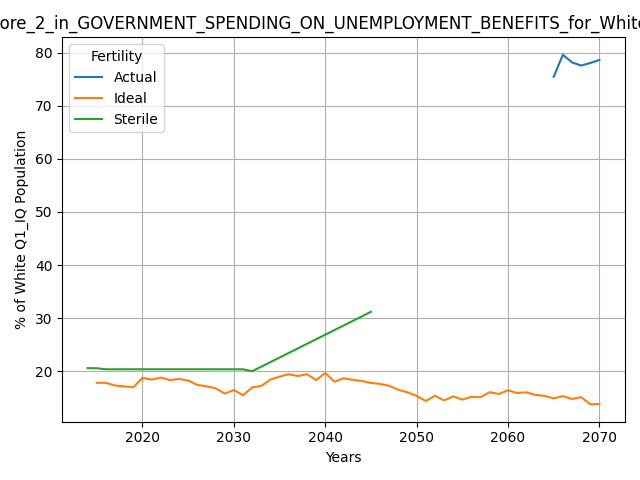 ore_2_in_GOVERNMENT_SPENDING_ON_UNEMPLOYMENT_BENEFITS_for_White
Fertility
Actual
Ideal
Sterile
% of White Q1_IQ Population
80
70
60
50
40
30
20
2020
2030
2040
2050
2060
2070
Years